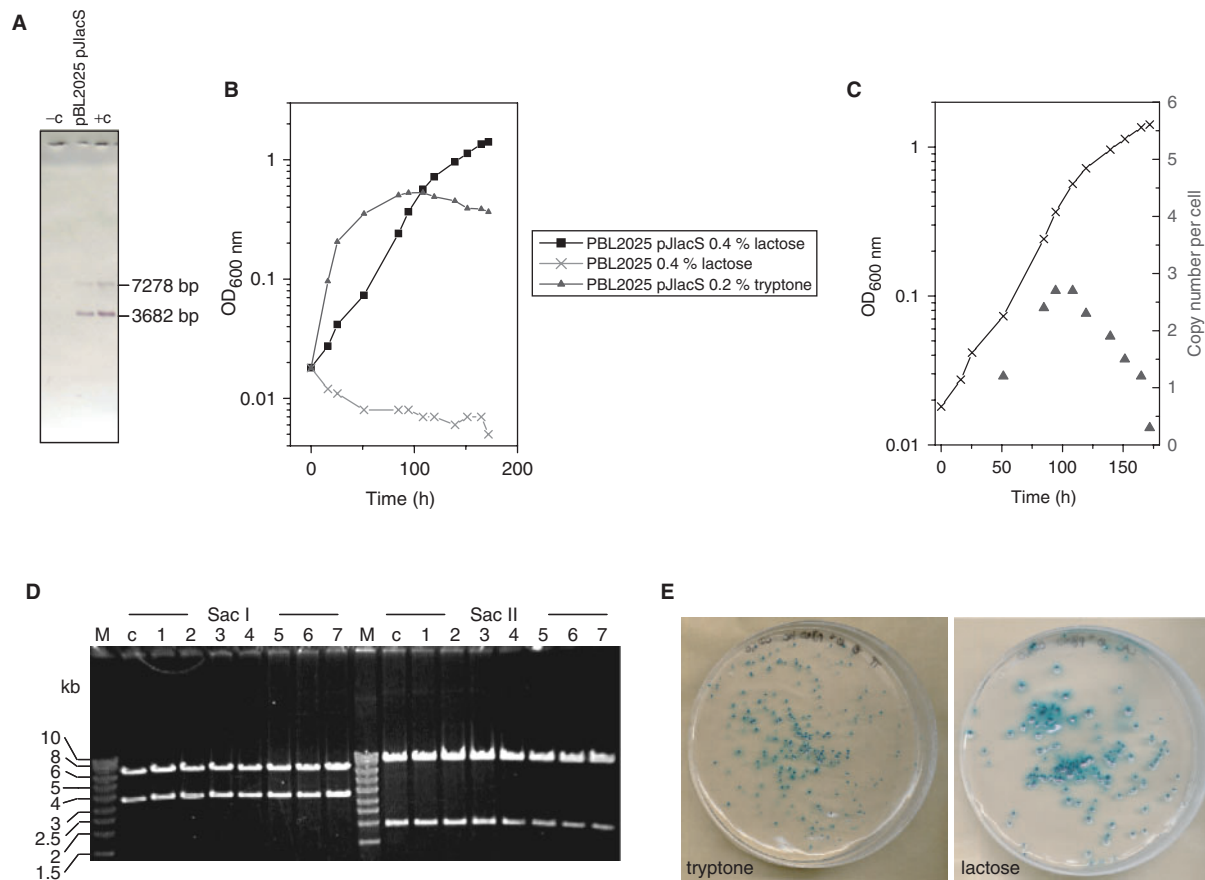 A
−c
pBL2025 pJlacS
+c
7278 bp
3682 bp
B
1
0.1
0.01
OD600 nm
0
100
200
Time (h)
PBL2025 pJlacS 0.4 % lactose
PBL2025 0.4 % lactose
PBL2025 pJlacS 0.2 % tryptone
C
1
0.1
0.01
OD600 nm
0
50
100
150
Time (h)
6
5
4
3
2
1
0
Copy number per cell
D
Sac I
Sac II
M c 1 2 3 4 5 6 7 M c 1 2 3 4 5 6 7
kb
10
8
6
5
4
3
2.5
2
1.5
E
tryptone
lactose